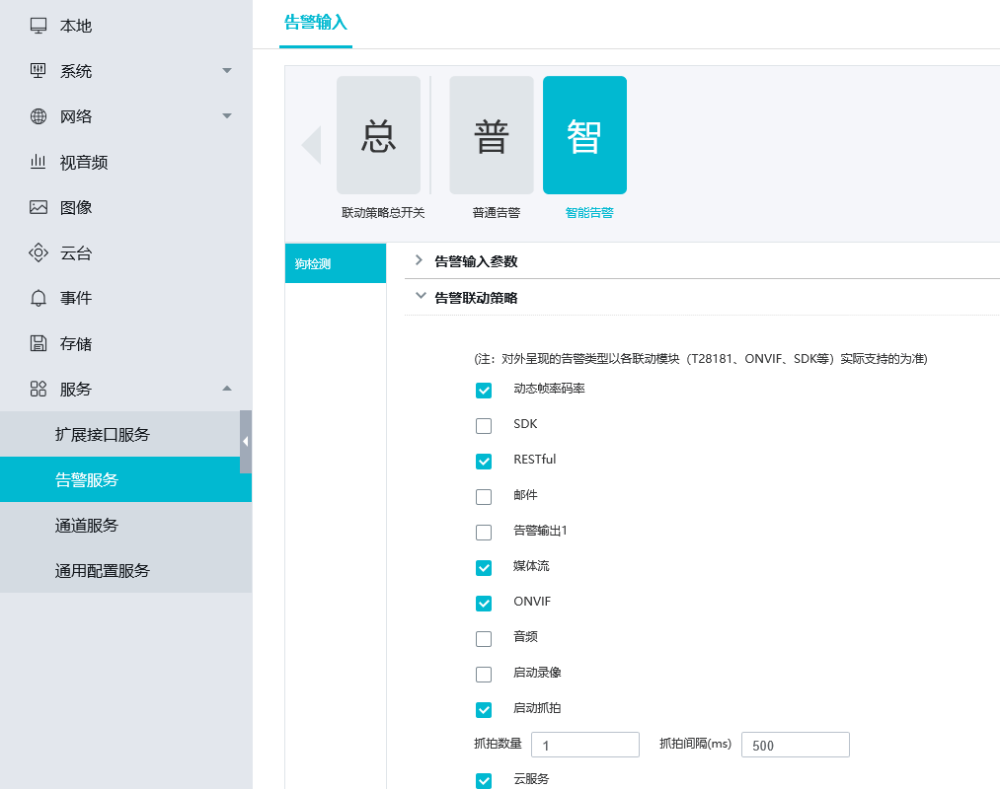 本地
系统
网络
视音频
图像
云台
事件
存储
服务
扩展接口服务
告警服务
通道服务
通用配置服务
告警输入
总
普
智
联动策略总开关
普通告警
智能告警
狗检测
告警输入参数
告警联动策略
(注：对外呈现的告警类型以各联动模块（T28181、ONVIF、SDK等）实际支持的为准)
动态帧率码率
SDK
RESTful
邮件
告警输出1
媒体流
ONVIF
音频
启动录像
启动抓拍
抓拍数量 1 抓拍间隔(ms) 500
云服务